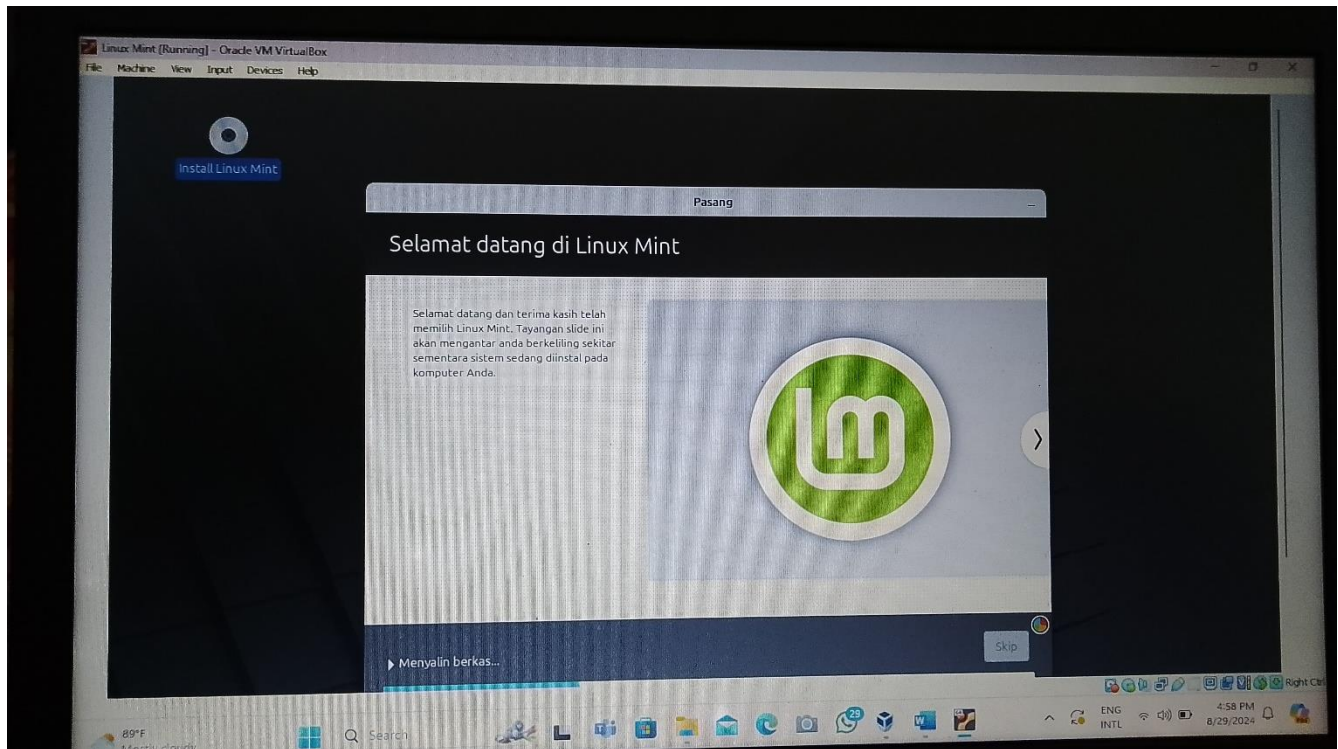 Linux Mint [Running] - Oracle VM VirtualBox
File Machine View Input Devices Help
Install Linux Mint
Pasang
Selamat datang di Linux Mint
Selamat datang dan terima kasih telah
memilih Linux Mint. Tayangan slide ini
akan mengantar anda berkeliling sekitar
sementara sistem sedang diinstal pada
komputer Anda.
Menyalin berkas...
Skip
Right Ctrl
89°F
Mostly cloudy
Search
29
ENG
INTL
4:58 PM
8/29/2024